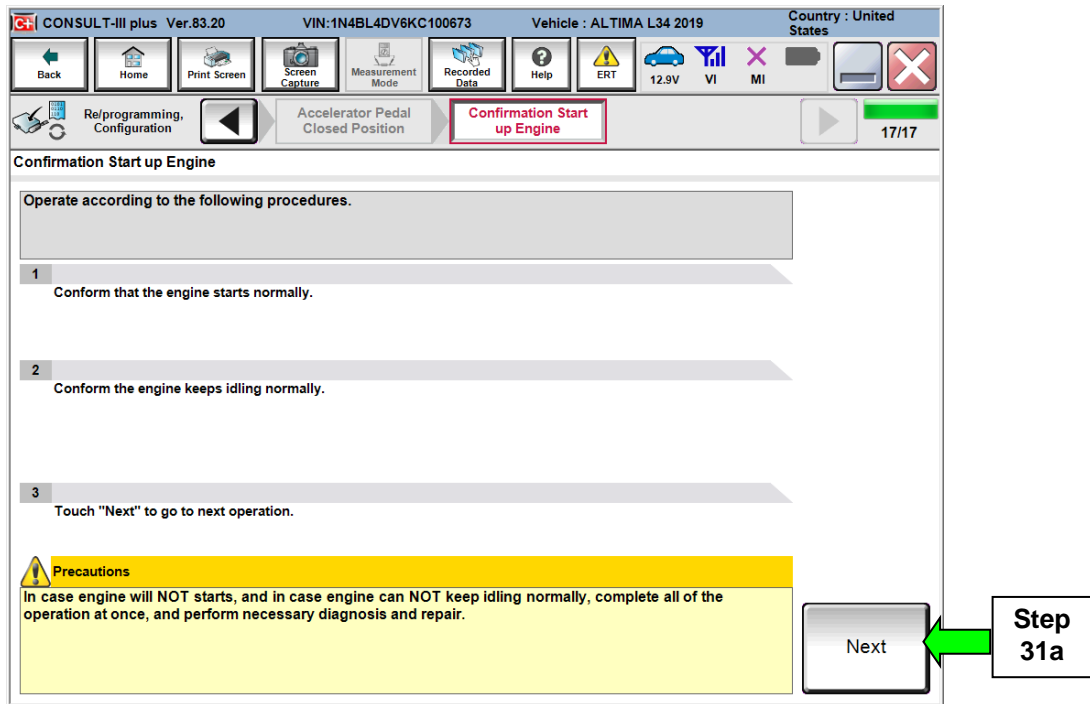 C+ CONSULT-III plus Ver.83.20 VIN:1N4BL4DV6KC100673 Vehicle : ALTIMA L34 2019 Country : United
States
Back
Home
Print Screen
Screen
Capture
Measurement
Mode
Recorded
Data
Help
ERT
12.9V
VI
MI
Re/programming,
Configuration
Accelerator Pedal
Closed Position
Confirmation Start
up Engine
17/17
Confirmation Start up Engine
Operate according to the following procedures.
1
Conform that the engine starts normally.
2
Conform the engine keeps idling normally.
3
Touch "Next" to go to next operation.
Precautions
In case engine will NOT starts, and in case engine can NOT keep idling normally, complete all of the
operation at once, and perform necessary diagnosis and repair.
Next
Step
31a